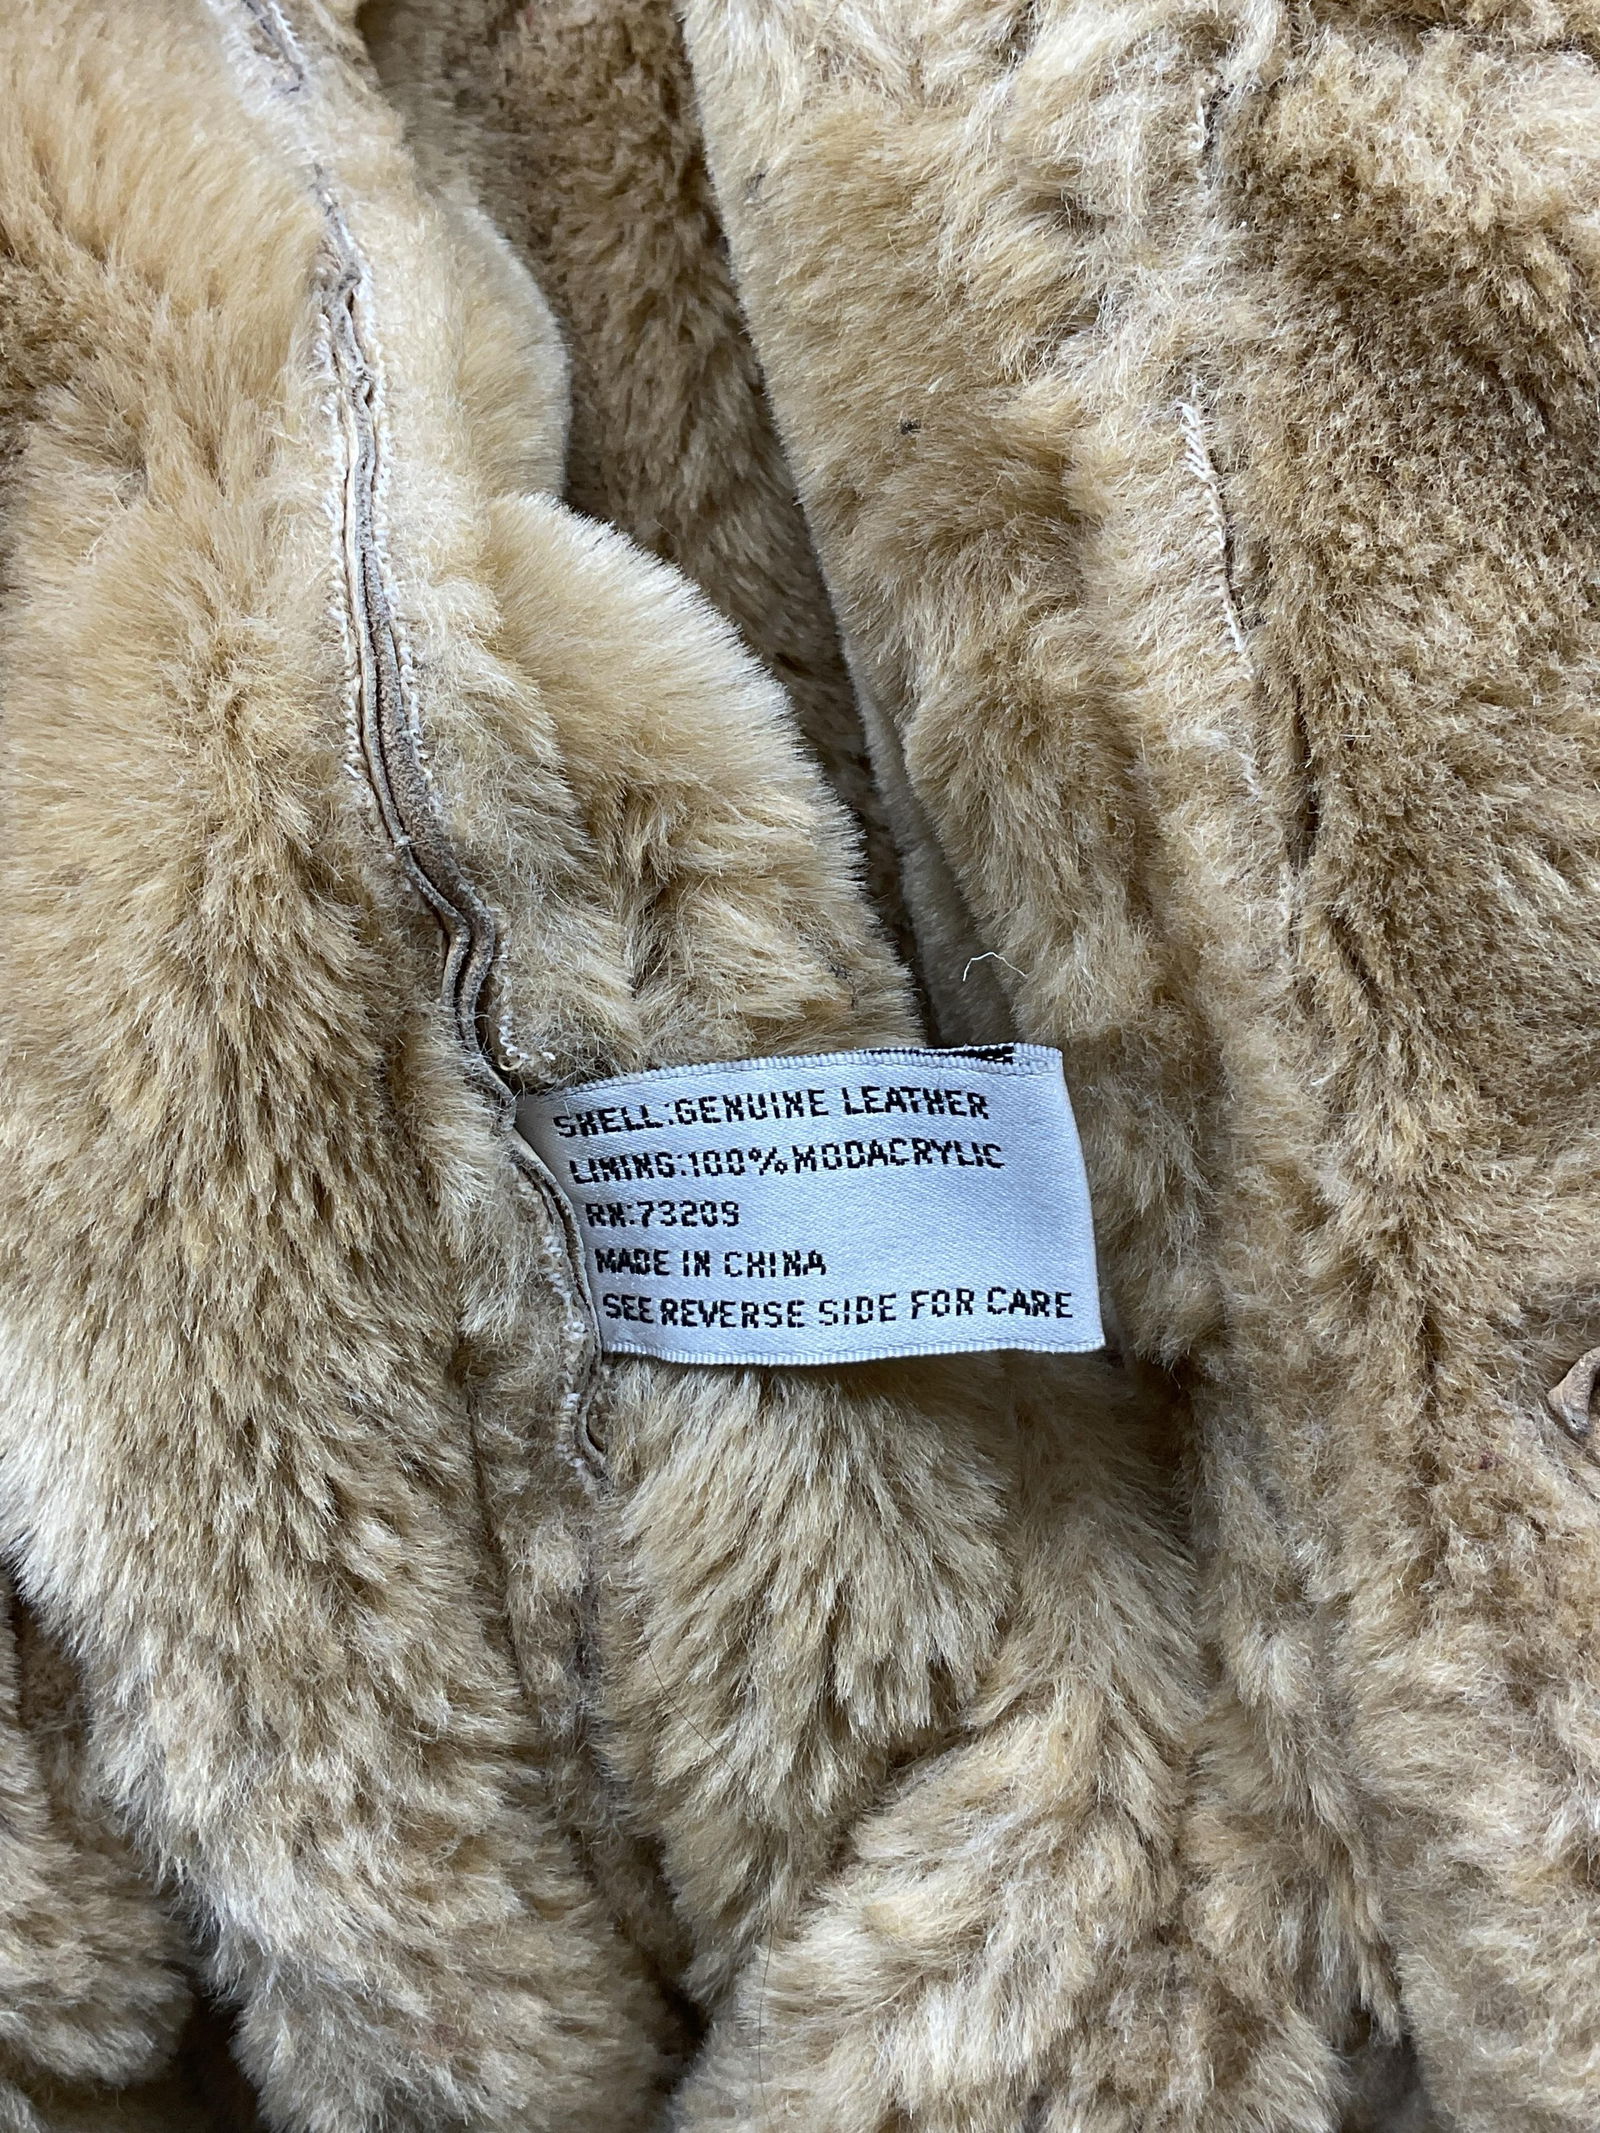 SHELL:GENUINE LEATHER
LINING:100%MODACRYLIC
RN:73209
MADE IN CHINA
SEE REVERSE SIDE FOR CARE